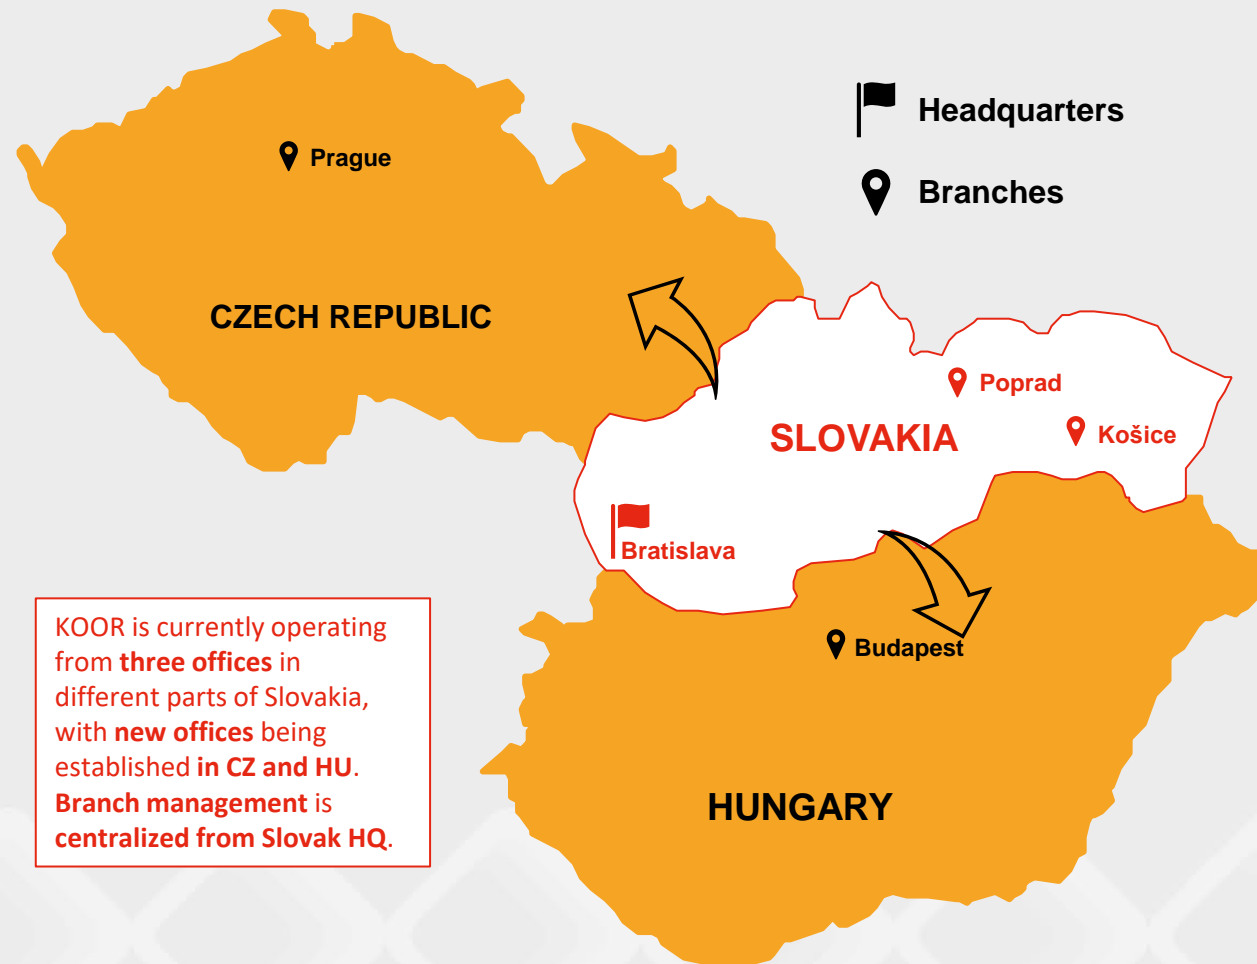 Headquarters
Prague
Branches
CZECH REPUBLIC
Poprad
SLOVAKIA
Košice
Bratislava
KOOR is currently operating
from three offices in
different parts of Slovakia,
with new offices being
established in CZ and HU.
Branch management is
centralized from Slovak HQ.
Budapest
HUNGARY